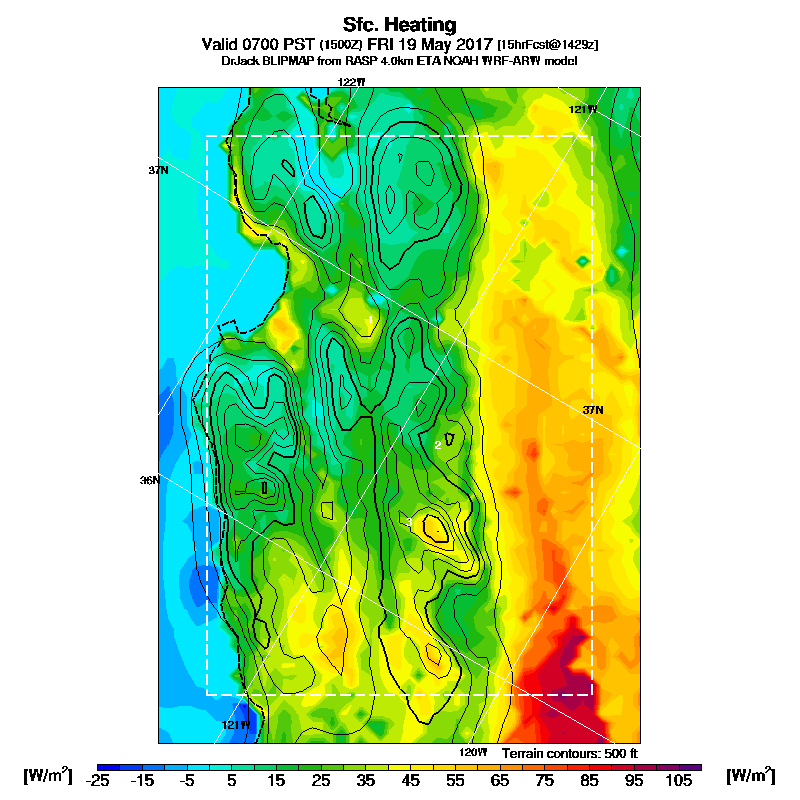 Sfc. Heating
Valid 0700 PST (1500Z) FRI 19 May 2017 [15hrFcst@1429z]
DrJack BLIPMAP from RASP 4.0km ETA NOAH WRF-ARW model
122W
121W
37N
1
37N
2
36N
3
121W
120W
Terrain contours: 500 ft
[W/m²] -25 -15 -5 5 15 25 35 45 55 65 75 85 95 105 [W/m²]